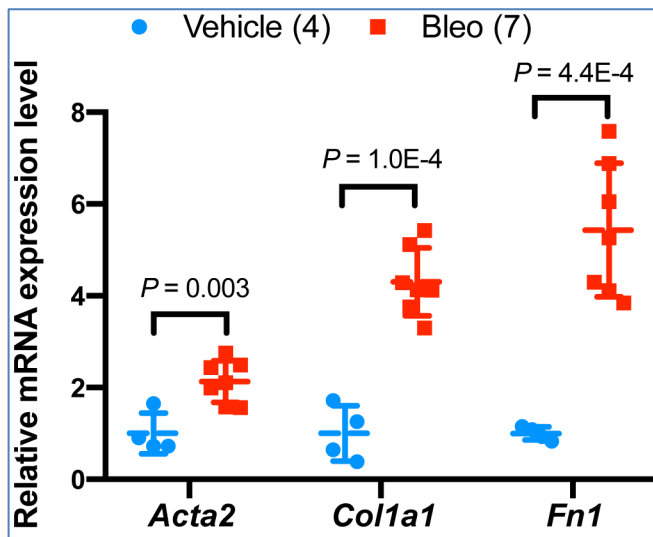 Vehicle (4) Bleo (7)
P = 4.4E-4
P = 1.0E-4
P = 0.003
Relative mRNA expression level
8
6
4
2
0
Acta2 Col1a1 Fn1